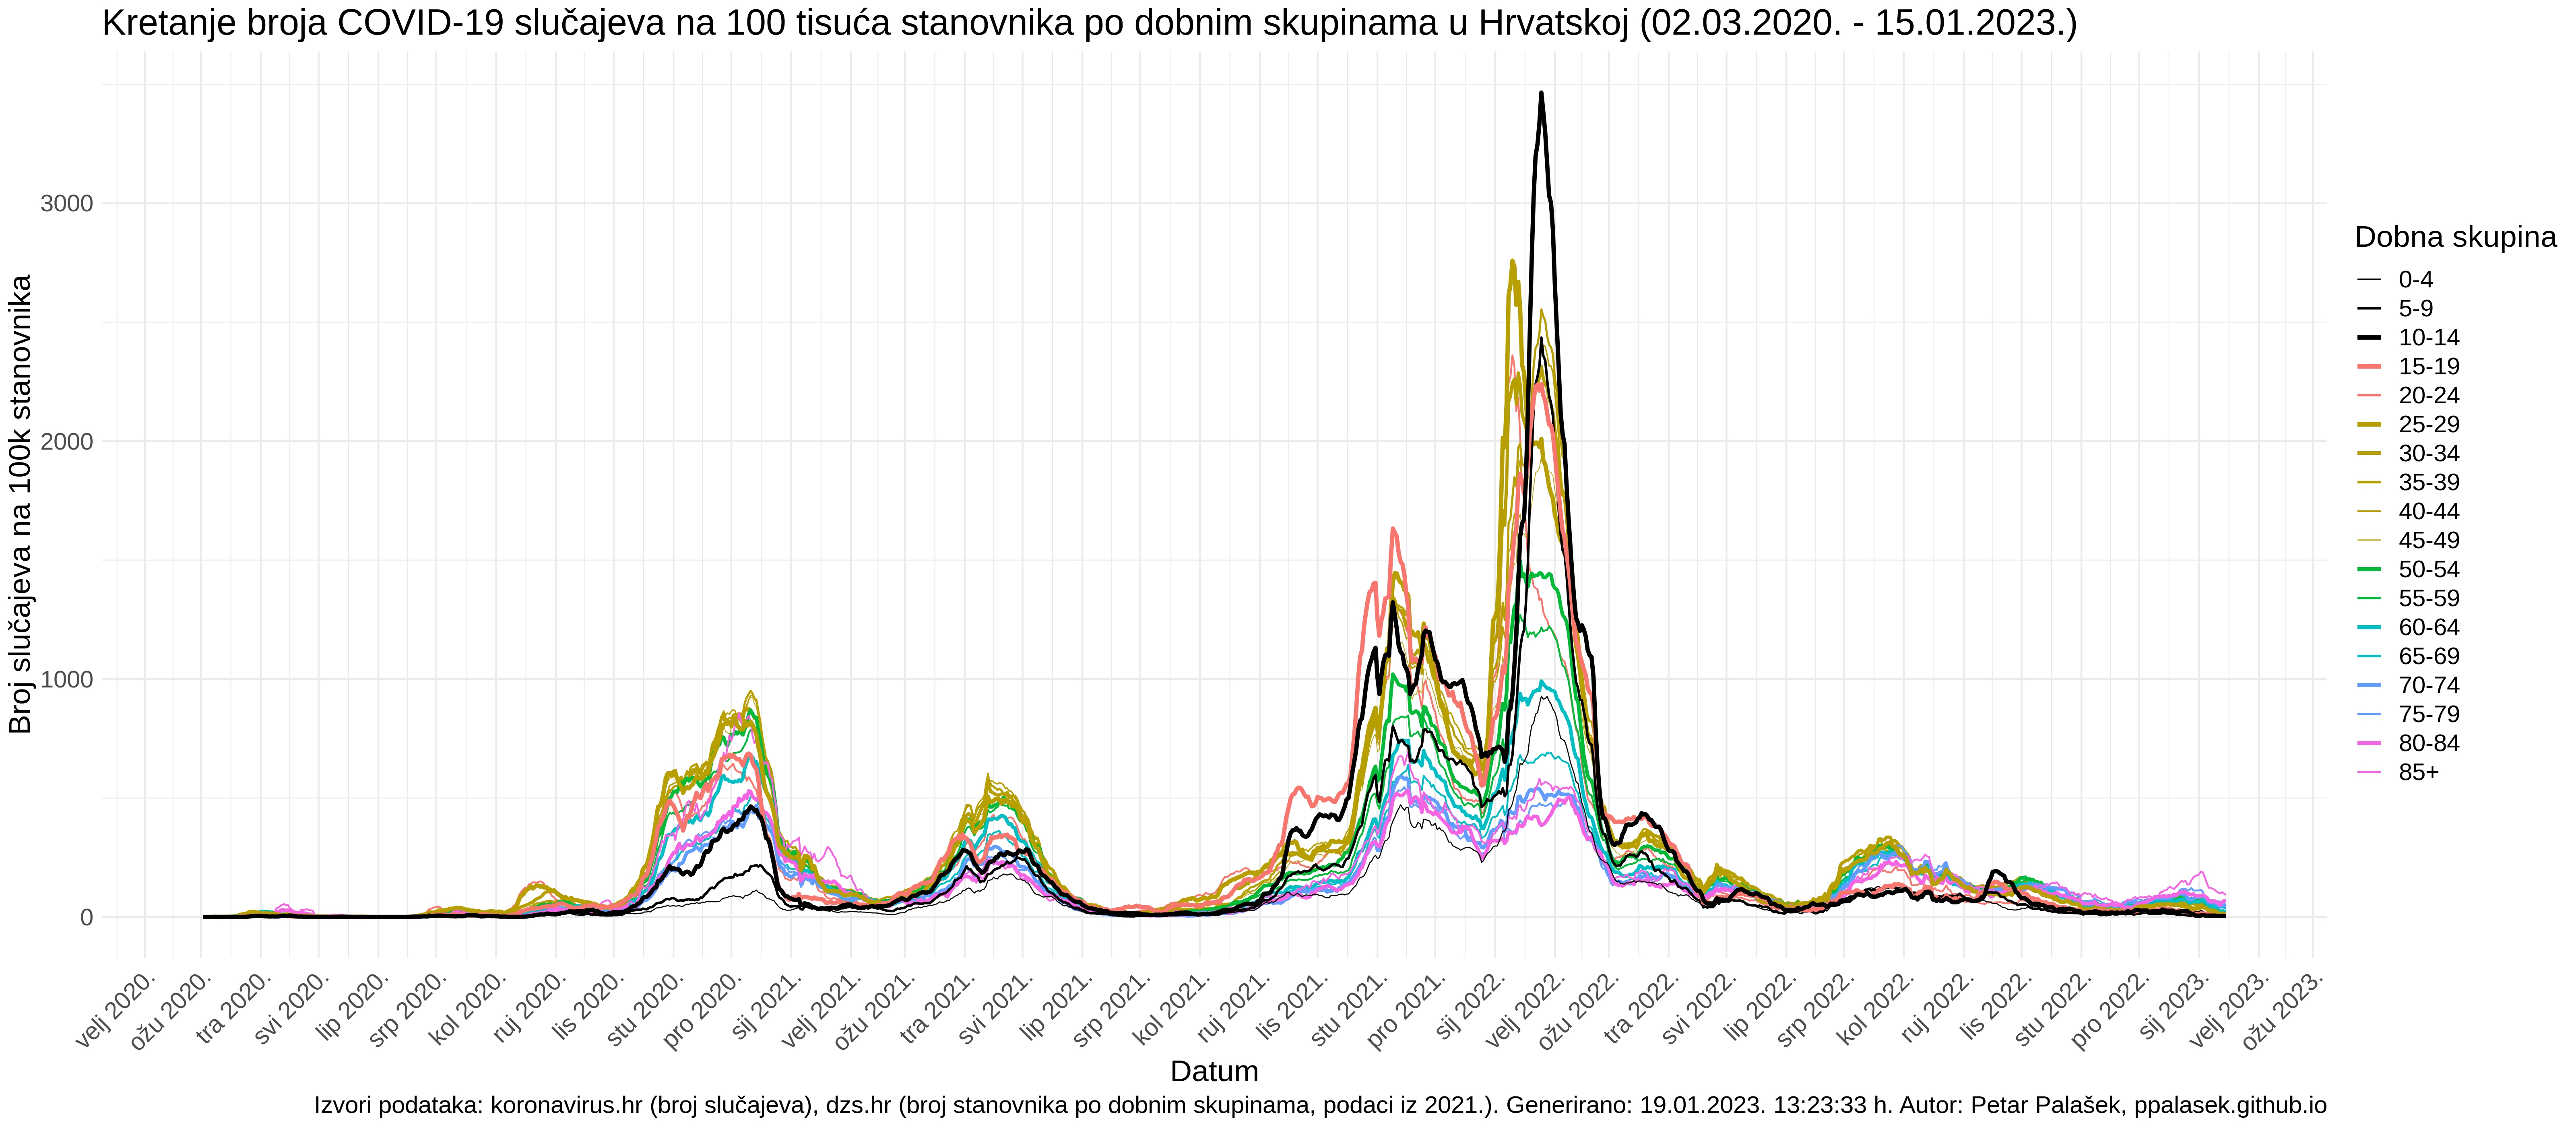 Kretanje broja COVID-19 slučajeva na 100 tisuća stanovnika po dobnim skupinama u Hrvatskoj (02.03.2020. - 15.01.2023.)
Broj slučajeva na 100k stanovnika
3000
2000
1000
0
velj 2020.
ožu 2020.
tra 2020.
svi 2020.
lip 2020.
srp 2020.
kol 2020.
ruj 2020.
lis 2020.
stu 2020.
pro 2020.
sij 2021.
velj 2021.
ožu 2021.
tra 2021.
svi 2021.
lip 2021.
srp 2021.
kol 2021.
ruj 2021.
lis 2021.
stu 2021.
pro 2021.
sij 2022.
velj 2022.
ožu 2022.
tra 2022.
svi 2022.
lip 2022.
srp 2022.
kol 2022.
ruj 2022.
lis 2022.
stu 2022.
pro 2022.
sij 2023.
velj 2023.
ožu 2023.
Datum
Dobna skupina
0-4
5-9
10-14
15-19
20-24
25-29
30-34
35-39
40-44
45-49
50-54
55-59
60-64
65-69
70-74
75-79
80-84
85+
Izvori podataka: koronavirus.hr (broj slučajeva), dzs.hr (broj stanovnika po dobnim skupinama, podaci iz 2021.). Generirano: 19.01.2023. 13:23:33 h. Autor: Petar Palašek, ppalasek.github.io